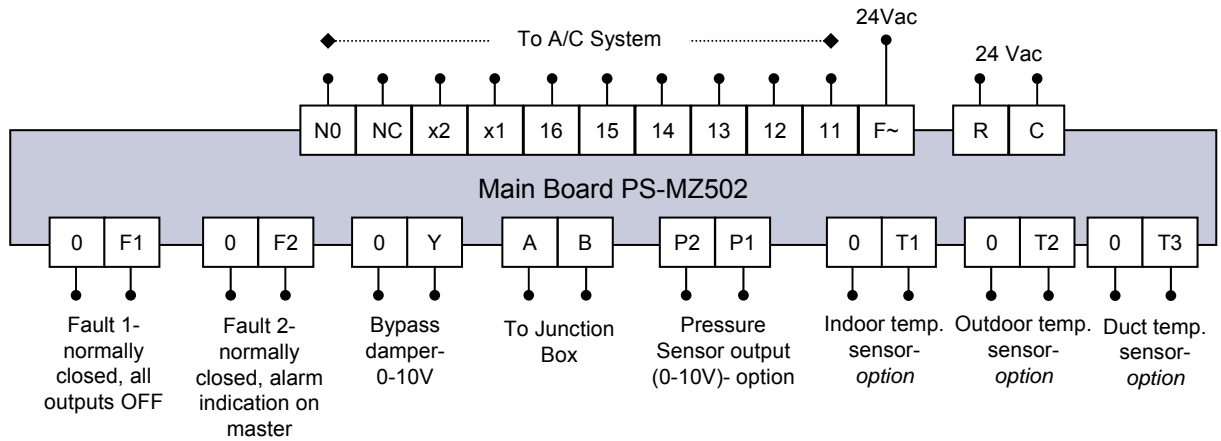 24Vac
To A/C System
24 Vac
N0 NC x2 x1 16 15 14 13 12 11 F~ R C
Main Board PS-MZ502
0 F1 0 F2 0 Y A B P2 P1 0 T1 0 T2 0 T3
Fault 1-
normally
closed, all
outputs OFF
Fault 2-
normally
closed, alarm
indication on
master
Bypass
damper-
0-10V
To Junction
Box
Pressure
Sensor output
(0-10V)- option
Indoor temp.
sensor-
option
Outdoor temp.
sensor-
option
Duct temp.
sensor-
option